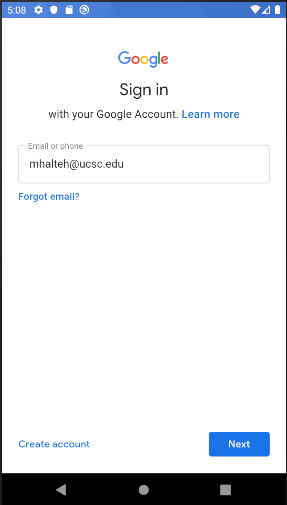 5:08
Google
Sign in
with your Google Account. Learn more
Email or phone
mhalteh@ucsc.edu
Forgot email?
Create account Next